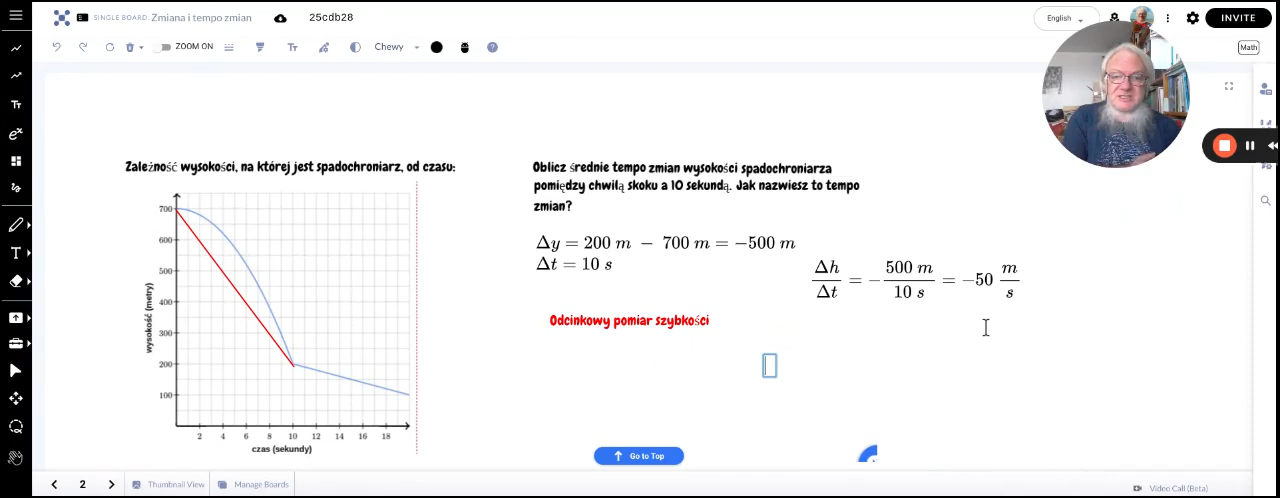 SINGLE BOARD: Zmiana i tempo zmian
25cdb28
English
INVITE
ZOOM ON
Tт
Chewy
Math
Tт
eˣ
T
Zależność wysokości, na której jest spadochroniarz, od czasu:
700
600
500
400
300
200
100
wysokość (metry)
2 4 6 8 10 12 14 16 18
czas (sekundy)
Oblicz średnie tempo zmian wysokości spadochroniarza
pomiędzy chwilą skoku a 10 sekundą. Jak nazwiesz to tempo
zmian?
Δy = 200 m − 700 m = −500 m
Δt = 10 s
Δh/Δt = − 500 m/10 s = −50 m/s
Odcinkowy pomiar szybkości
Go to Top
2
Thumbnail View
Manage Boards
Video Call (Beta)